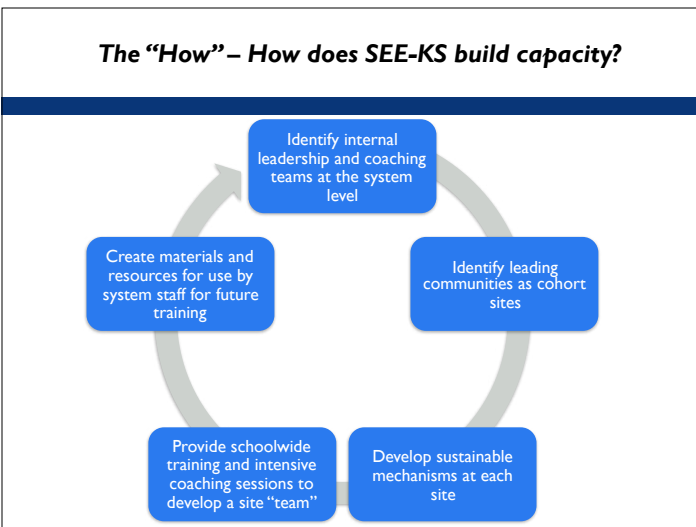 The “How” – How does SEE-KS build capacity?
Identify internal
leadership and coaching
teams at the system
level
Identify leading
communities as cohort
sites
Develop sustainable
mechanisms at each
site
Provide schoolwide
training and intensive
coaching sessions to
develop a site “team”
Create materials and
resources for use by
system staff for future
training